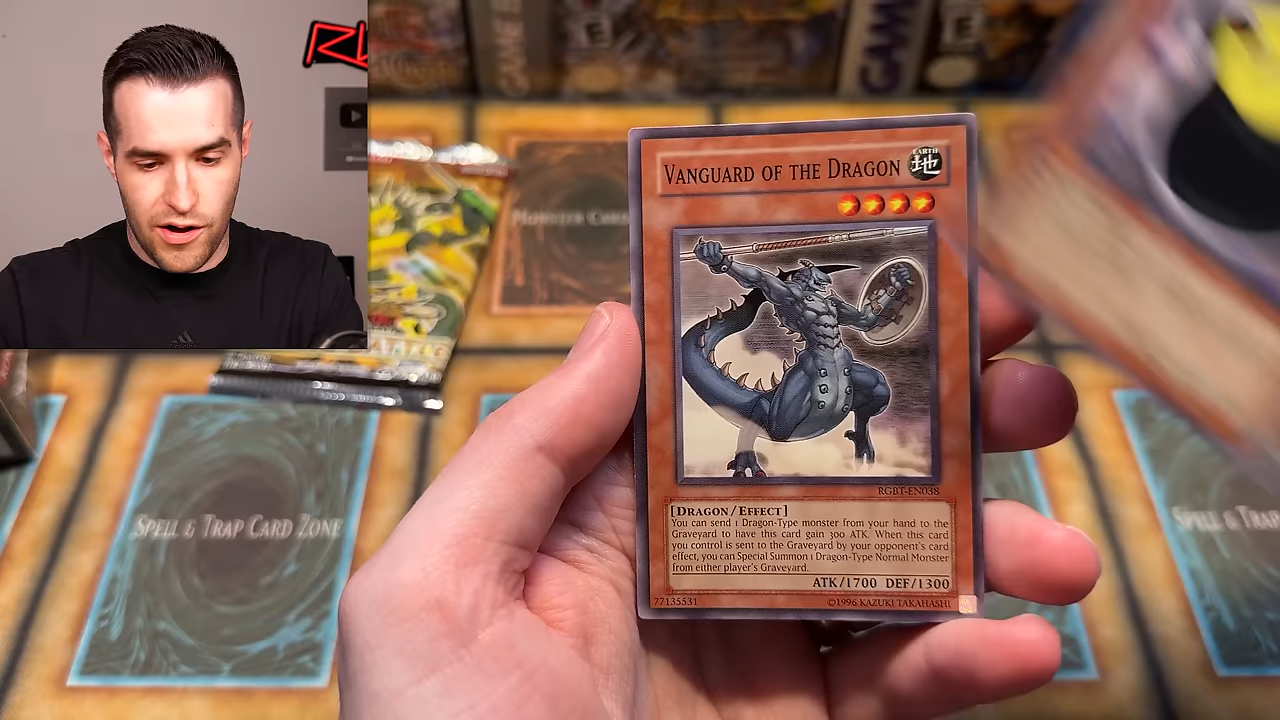 RU
GAME
GAME
E
E
MONSTER CARD
VANGUARD OF THE DRAGON
EARTH
地
RGBT-EN038
[DRAGON/EFFECT]
You can send 1 Dragon-Type monster from your hand to the
Graveyard to have this card gain 300 ATK. When this card
you control is sent to the Graveyard by your opponent's card
effect, you can Special Summon 1 Dragon-Type Normal Monster
from either player's Graveyard.
ATK/1700 DEF/1300
77135531
©1996 KAZUKI TAKAHASHI
SPELL & TRAP CARD ZONE
SPELL & TRAP